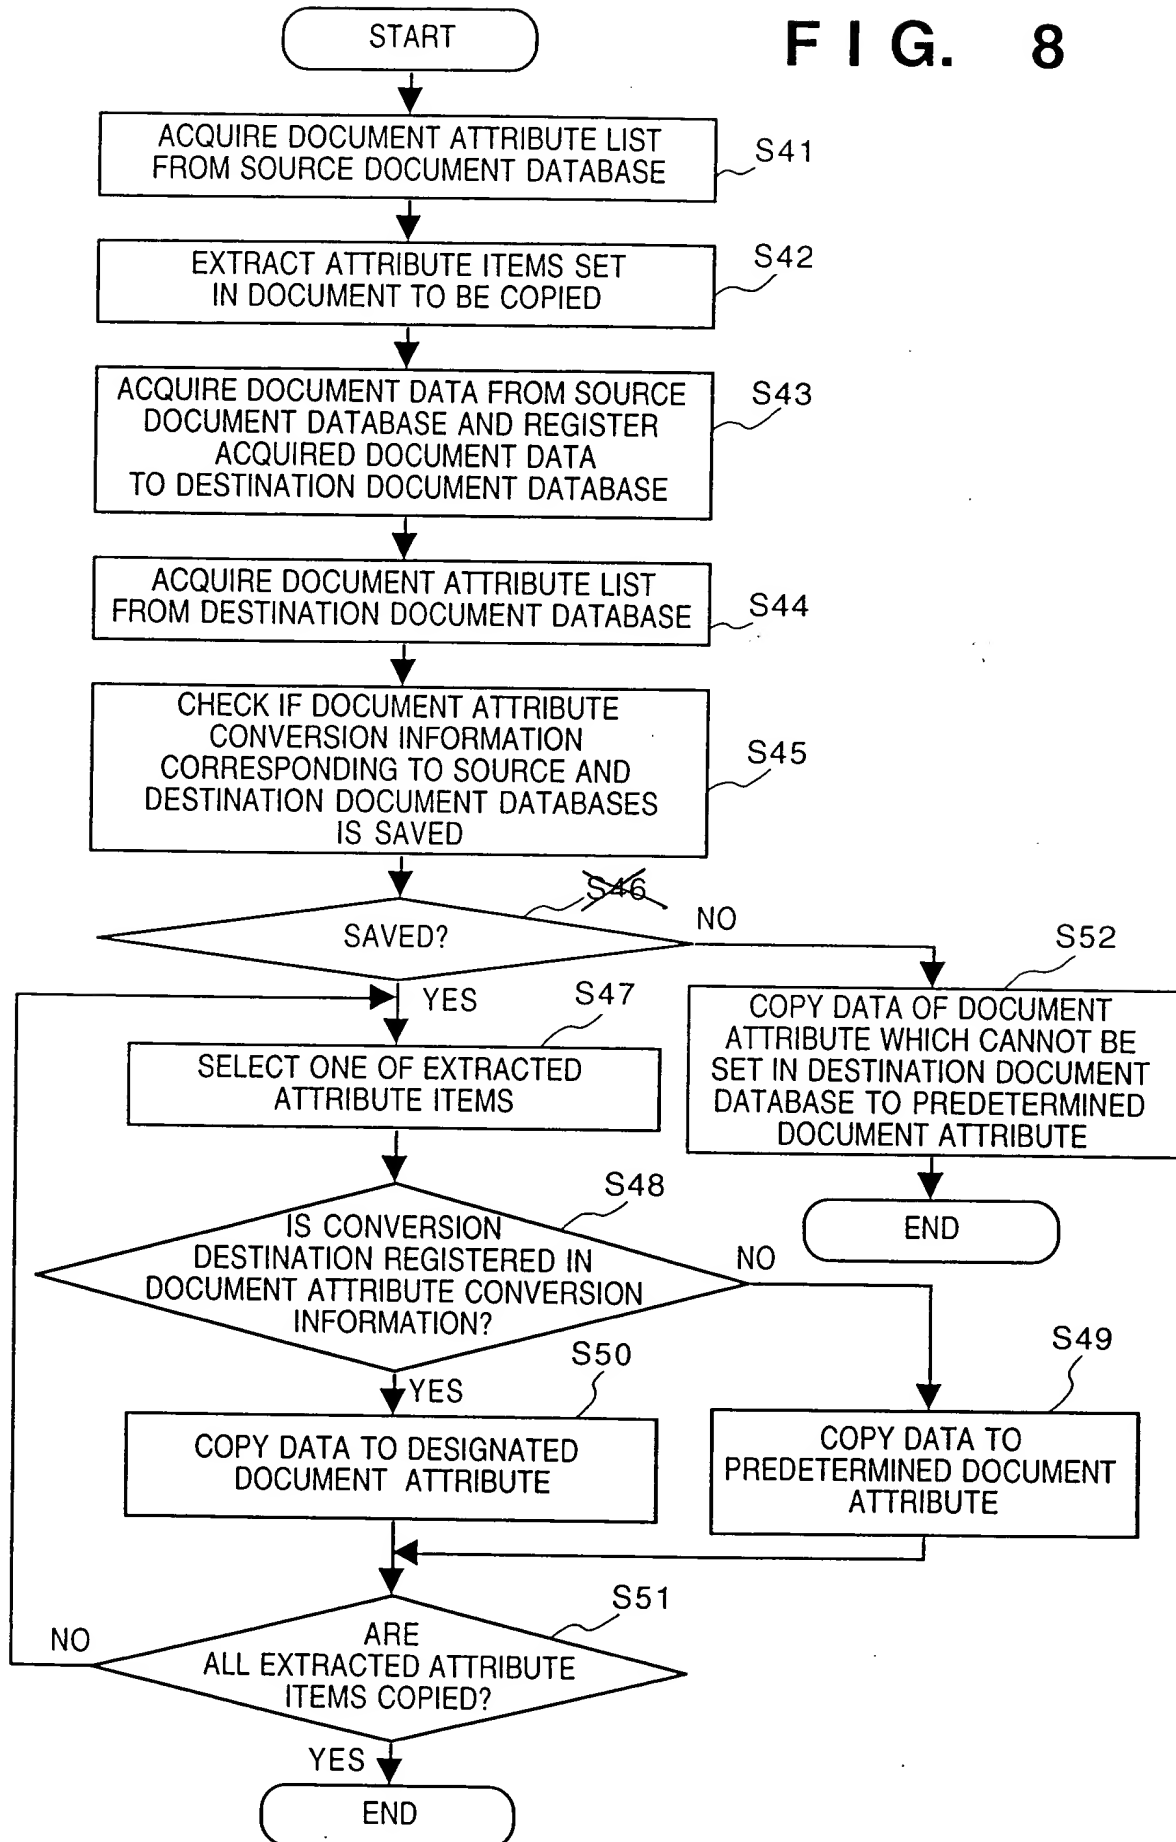 START
FIG. 8
ACQUIRE DOCUMENT ATTRIBUTE LIST
FROM SOURCE DOCUMENT DATABASE
S41
EXTRACT ATTRIBUTE ITEMS SET
IN DOCUMENT TO BE COPIED
S42
ACQUIRE DOCUMENT DATA FROM SOURCE
DOCUMENT DATABASE AND REGISTER
ACQUIRED DOCUMENT DATA
TO DESTINATION DOCUMENT DATABASE
S43
ACQUIRE DOCUMENT ATTRIBUTE LIST
FROM DESTINATION DOCUMENT DATABASE
S44
CHECK IF DOCUMENT ATTRIBUTE
CONVERSION INFORMATION
CORRESPONDING TO SOURCE AND
DESTINATION DOCUMENT DATABASES
IS SAVED
S45
S46
SAVED?
NO
YES
S52
COPY DATA OF DOCUMENT
ATTRIBUTE WHICH CANNOT BE
SET IN DESTINATION DOCUMENT
DATABASE TO PREDETERMINED
DOCUMENT ATTRIBUTE
END
S47
SELECT ONE OF EXTRACTED
ATTRIBUTE ITEMS
S48
IS CONVERSION
DESTINATION REGISTERED IN
DOCUMENT ATTRIBUTE CONVERSION
INFORMATION?
NO
YES
S50
COPY DATA TO DESIGNATED
DOCUMENT ATTRIBUTE
S49
COPY DATA TO
PREDETERMINED DOCUMENT
ATTRIBUTE
S51
ARE
ALL EXTRACTED ATTRIBUTE
ITEMS COPIED?
NO
YES
END